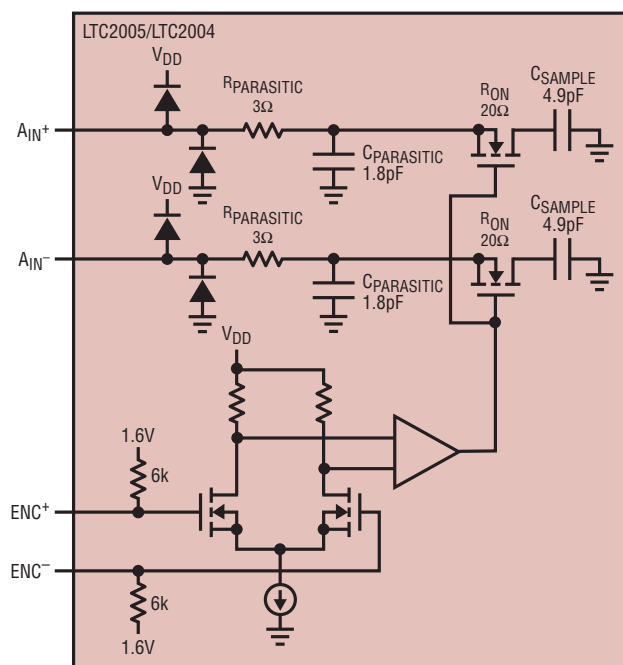 LTC2005/LTC2004
VDD
RPARASITIC
3Ω
RON
20Ω
CSAMPLE
4.9pF
AIN+
CPARASITIC
1.8pF
VDD
RPARASITIC
3Ω
RON
20Ω
CSAMPLE
4.9pF
AIN–
CPARASITIC
1.8pF
VDD
1.6V
6k
ENC+
ENC–
6k
1.6V